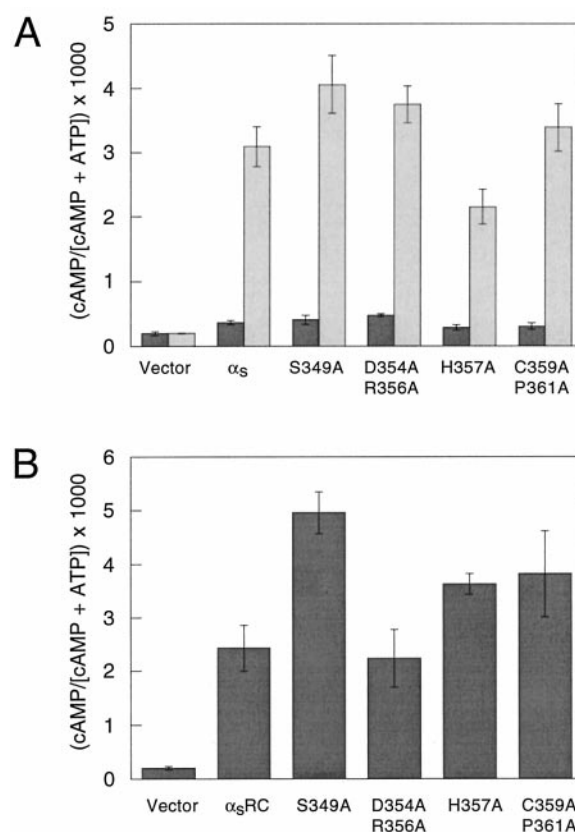 A
(cAMP/[cAMP + ATP]) x 1000
5
4
3
2
1
0
Vector αs S349A D354A H357A C359A
R356A P361A
B
(cAMP/[cAMP + ATP]) x 1000
6
5
4
3
2
1
0
Vector αsRC S349A D354A H357A C359A
R356A P361A